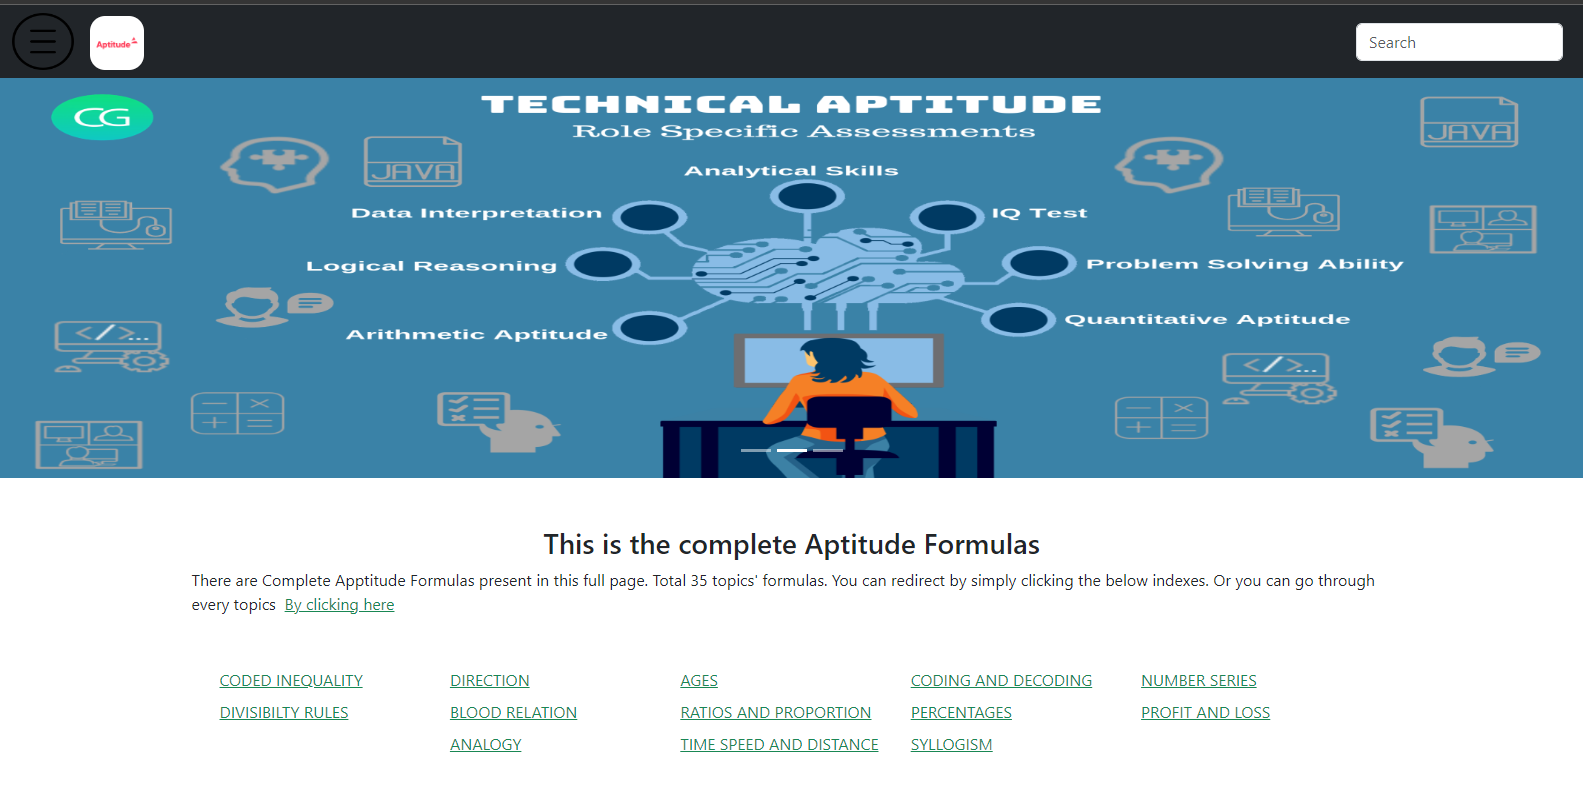 Aptitude
Search
CG
TECHNICAL APTITUDE
Role Specific Assessments
Analytical Skills
JAVA
JAVA
Data Interpretation
IQ Test
Logical Reasoning
Problem Solving Ability
Arithmetic Aptitude
Quantitative Aptitude
</>...
</>...
This is the complete Aptitude Formulas
There are Complete Apptitude Formulas present in this full page. Total 35 topics' formulas. You can redirect by simply clicking the below indexes. Or you can go through
every topics By clicking here
CODED INEQUALITY DIRECTION AGES CODING AND DECODING NUMBER SERIES
DIVISIBILTY RULES BLOOD RELATION RATIOS AND PROPORTION PERCENTAGES PROFIT AND LOSS
ANALOGY TIME SPEED AND DISTANCE SYLLOGISM